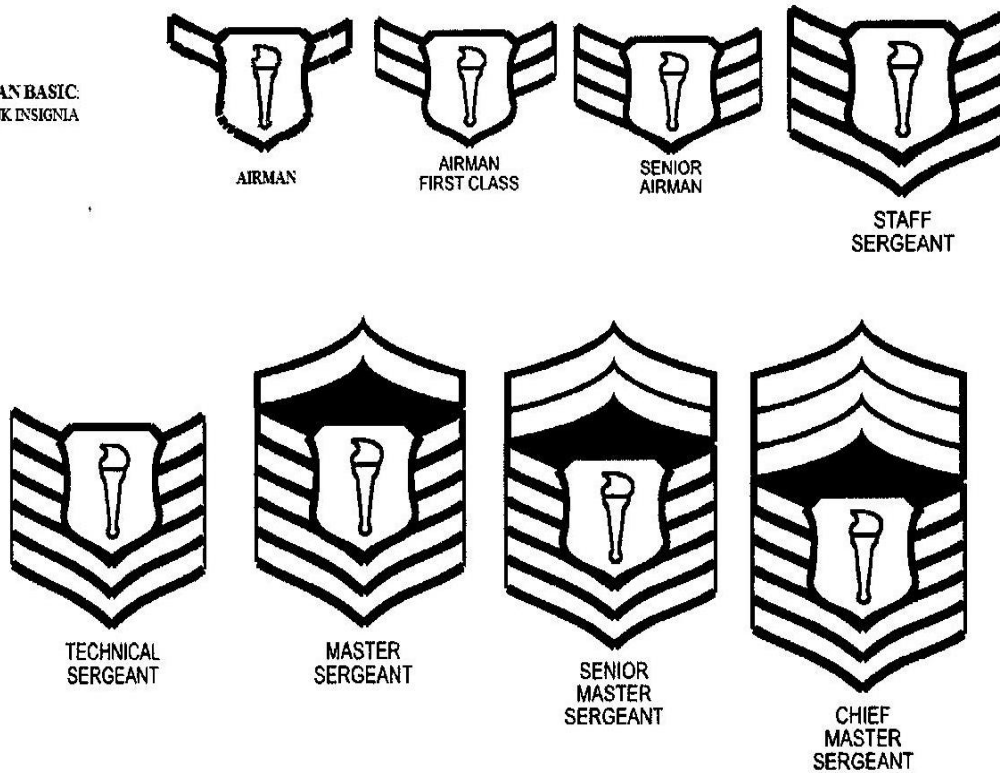 AN BASIC:
NK INSIGNIA
AIRMAN
AIRMAN
FIRST CLASS
SENIOR
AIRMAN
STAFF
SERGEANT
TECHNICAL
SERGEANT
MASTER
SERGEANT
SENIOR
MASTER
SERGEANT
CHIEF
MASTER
SERGEANT